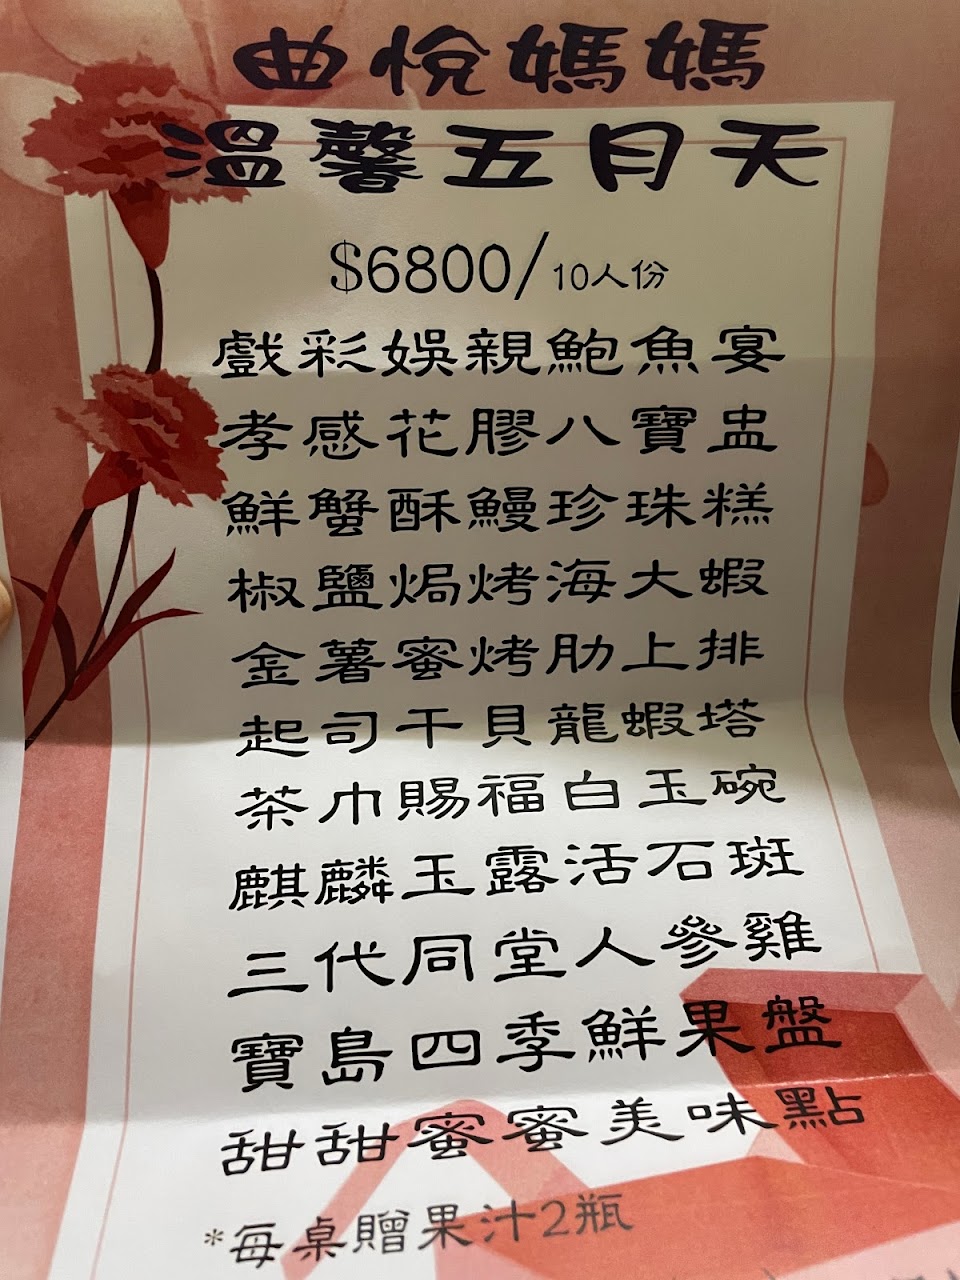 曲悅媽媽
溫馨五月天
$6800/10人份
戲彩娛親鮑魚宴
孝感花膠八寶盅
鮮蟹酥鰻珍珠糕
椒鹽焗烤海大蝦
金薯蜜烤肋上排
起司干貝龍蝦塔
茶巾賜福白玉碗
麒麟玉露活石斑
三代同堂人參雞
寶島四季鮮果盤
甜甜蜜蜜美味點
*每桌贈果汁2瓶